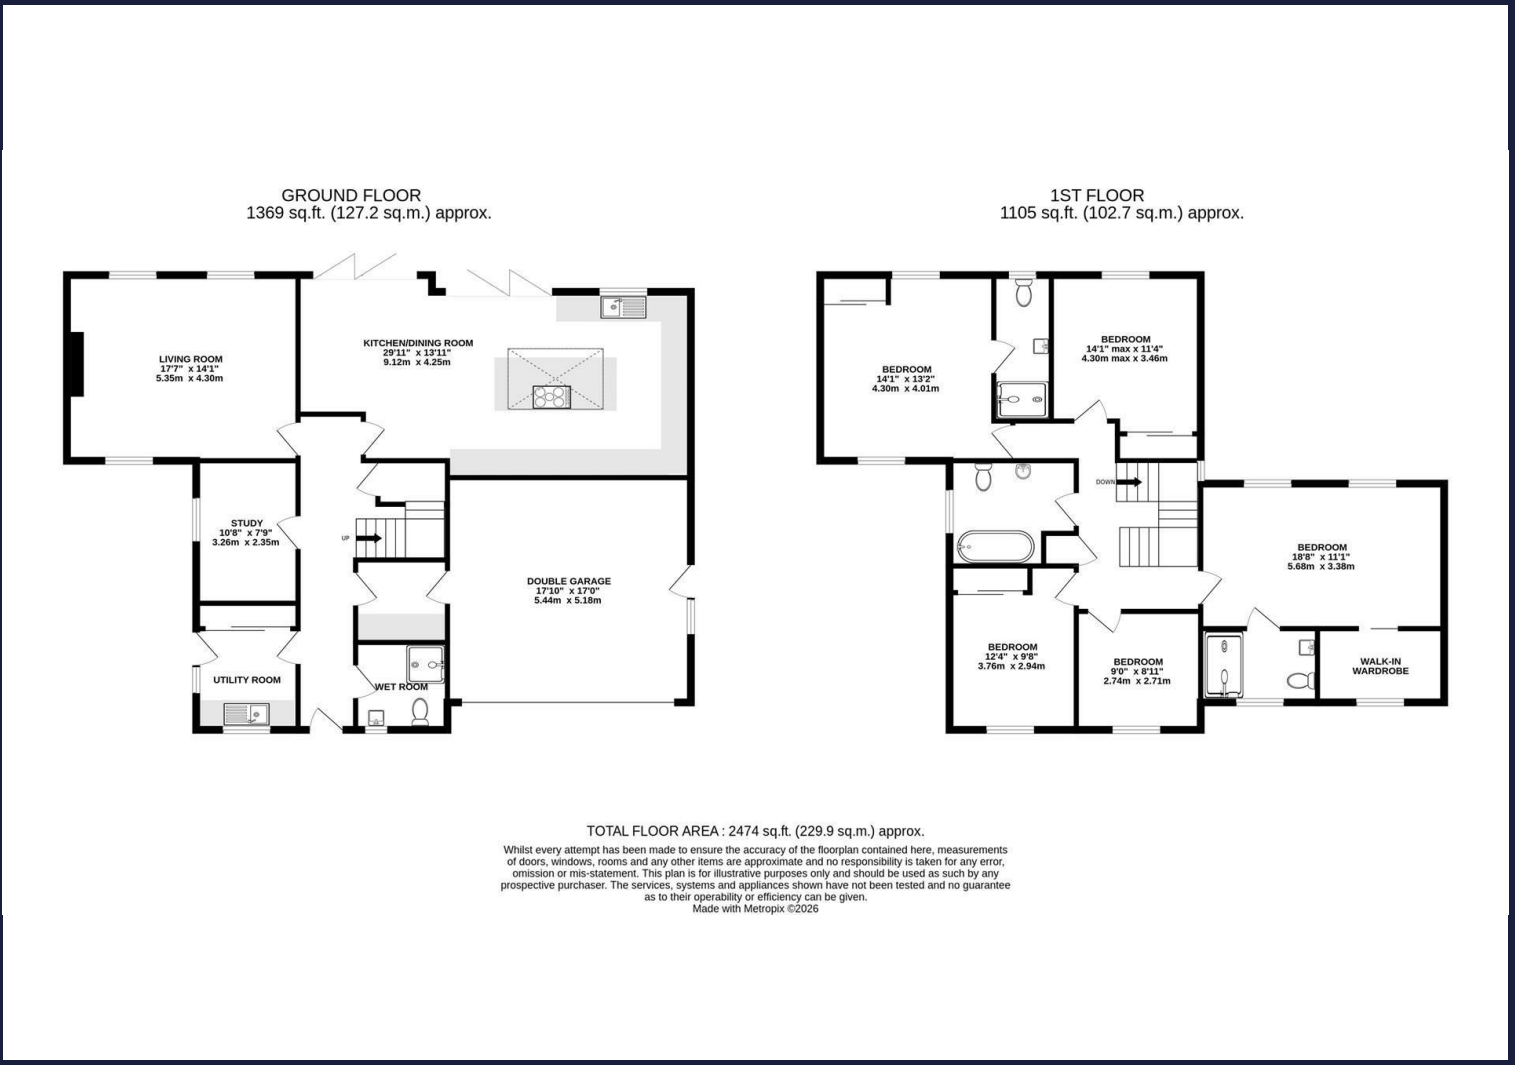 GROUND FLOOR
1369 sq.ft. (127.2 sq.m.) approx.
1ST FLOOR
1105 sq.ft. (102.7 sq.m.) approx.
LIVING ROOM
17'7" x 14'1"
5.35m x 4.30m
KITCHEN/DINING ROOM
29'11" x 13'11"
9.12m x 4.25m
STUDY
10'8" x 7'9"
3.26m x 2.35m
UP
DOUBLE GARAGE
17'10" x 17'0"
5.44m x 5.18m
UTILITY ROOM
WET ROOM
BEDROOM
14'1" x 13'2"
4.30m x 4.01m
BEDROOM
14'1" max x 11'4"
4.30m max x 3.46m
DOWN
BEDROOM
18'8" x 11'1"
5.68m x 3.38m
BEDROOM
12'4" x 9'8"
3.76m x 2.94m
BEDROOM
9'0" x 8'11"
2.74m x 2.71m
WALK-IN
WARDROBE
TOTAL FLOOR AREA : 2474 sq.ft. (229.9 sq.m.) approx.
Whilst every attempt has been made to ensure the accuracy of the floorplan contained here, measurements
of doors, windows, rooms and any other items are approximate and no responsibility is taken for any error,
omission or mis-statement. This plan is for illustrative purposes only and should be used as such by any
prospective purchaser. The services, systems and appliances shown have not been tested and no guarantee
as to their operability or efficiency can be given.
Made with Metropix ©2026